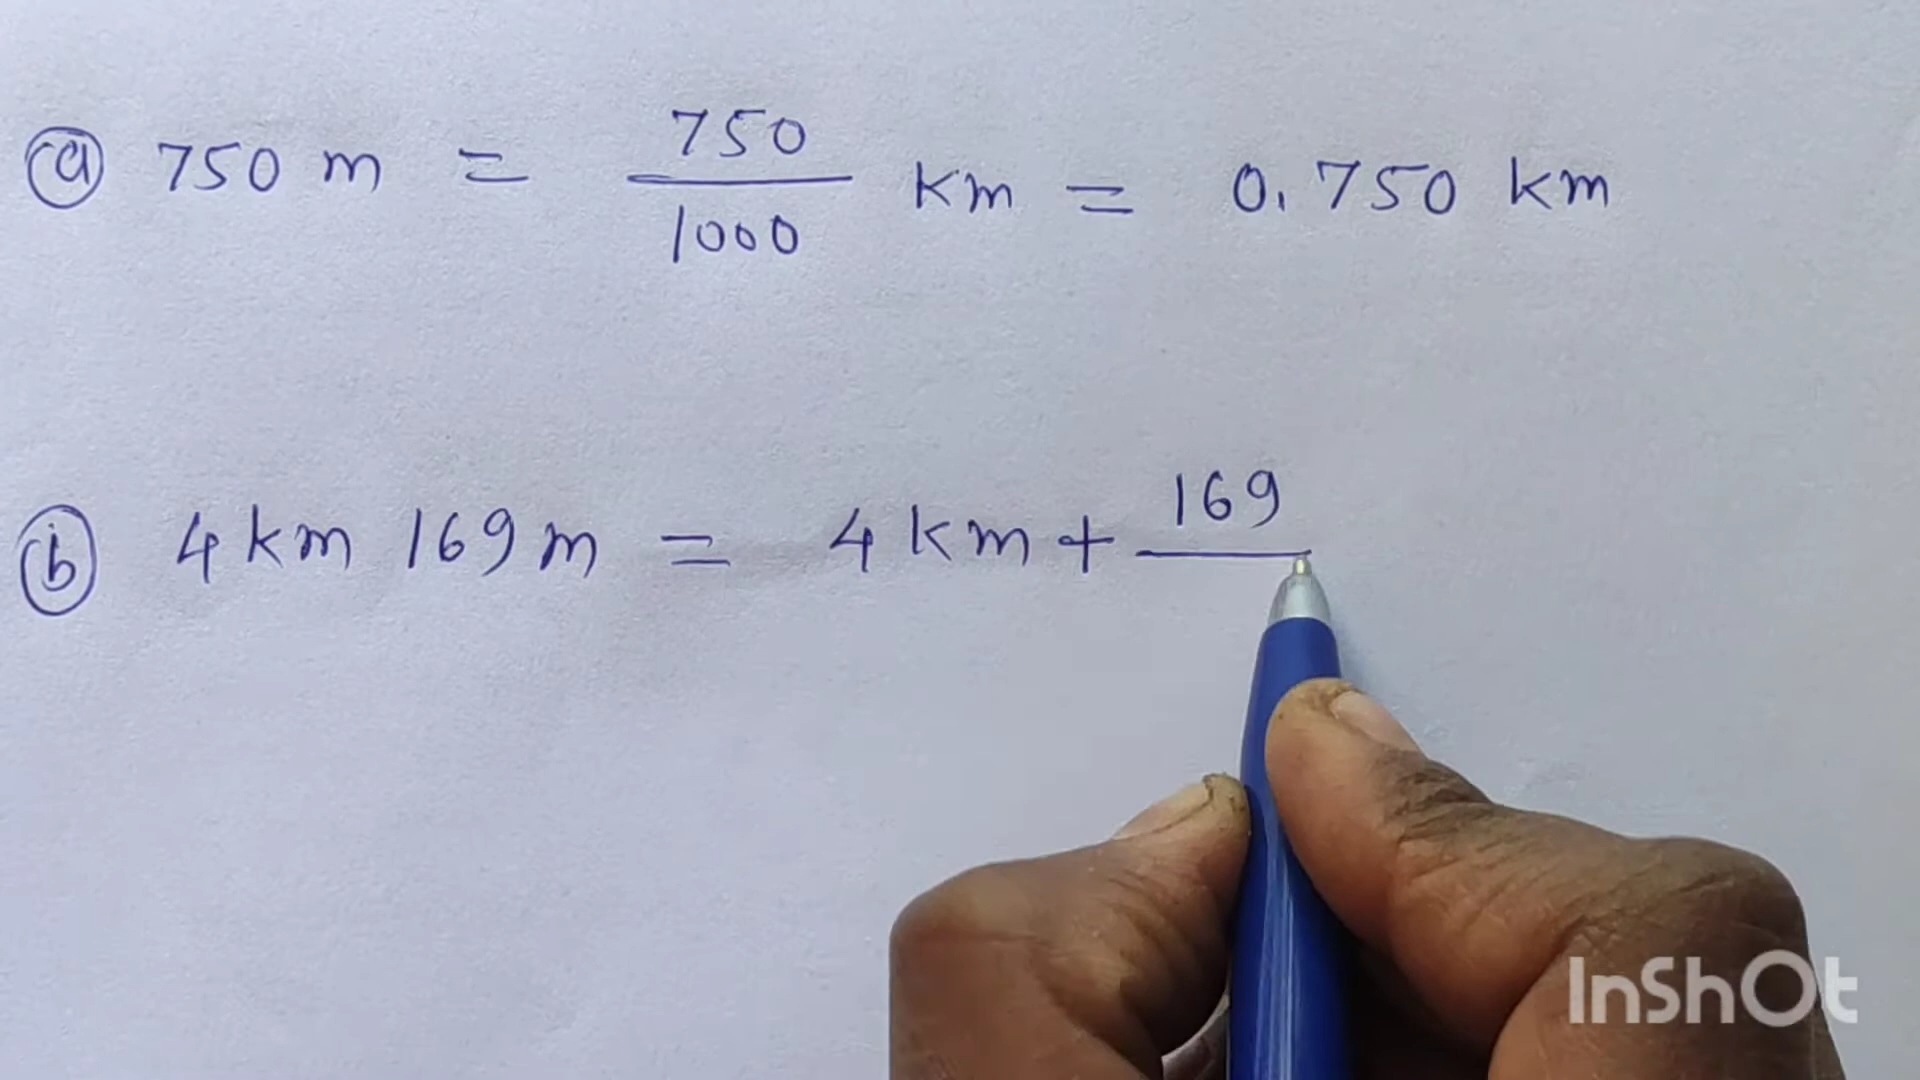 ⓐ 750 m = 750/1000 km = 0.750 km
ⓑ 4 km 169 m = 4 km + 169/
InShOt